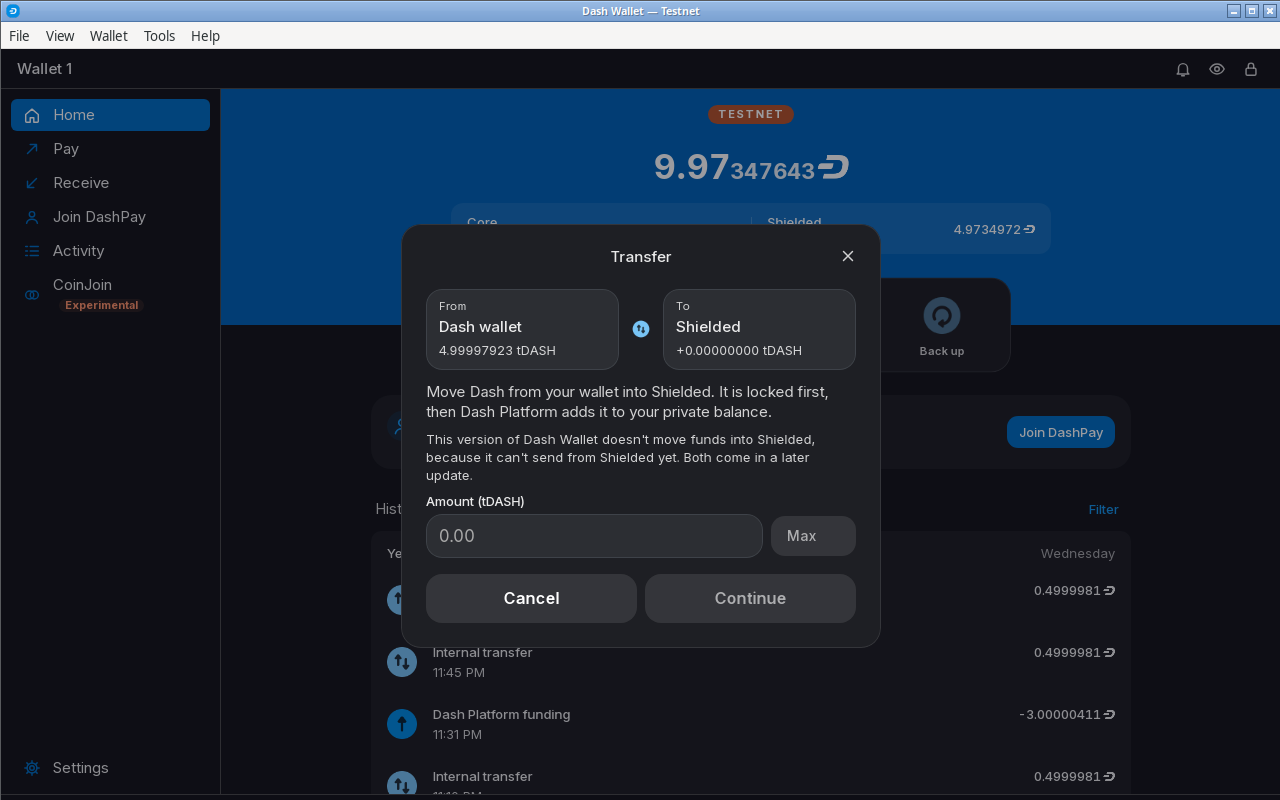 Dash Wallet — Testnet
File View Wallet Tools Help
Wallet 1
Home
Pay
Receive
Join DashPay
Activity
CoinJoin
Experimental
Settings
TESTNET
9.97347643
Core
Shielded
4.9734972
Back up
Join DashPay
Filter
Wednesday
0.4999981
Internal transfer
0.4999981
11:45 PM
Dash Platform funding
-3.00000411
11:31 PM
Internal transfer
0.4999981
Transfer
From
Dash wallet
4.99997923 tDASH
To
Shielded
+0.00000000 tDASH
Move Dash from your wallet into Shielded. It is locked first,
then Dash Platform adds it to your private balance.
This version of Dash Wallet doesn't move funds into Shielded,
because it can't send from Shielded yet. Both come in a later
update.
Amount (tDASH)
0.00
Max
Cancel
Continue